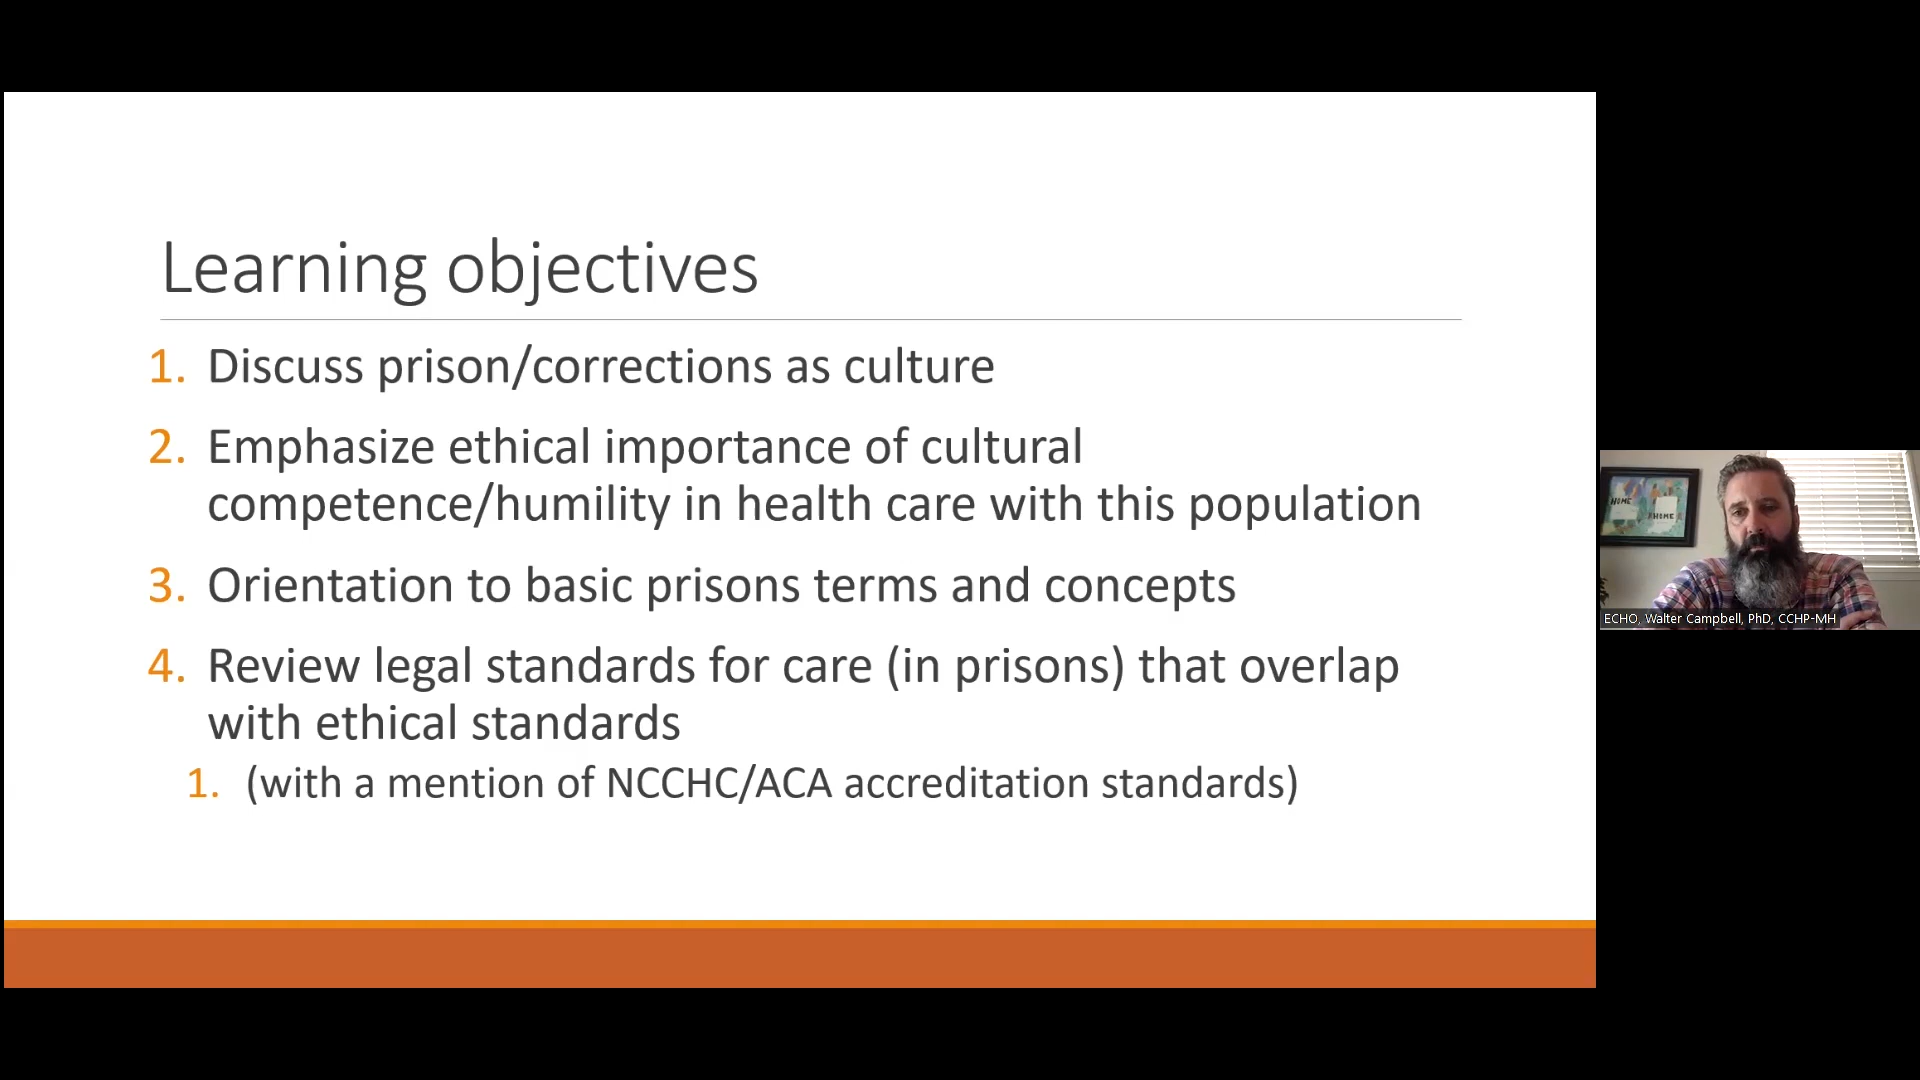 Learning objectives
1. Discuss prison/corrections as culture
2. Emphasize ethical importance of cultural
competence/humility in health care with this population
3. Orientation to basic prisons terms and concepts
4. Review legal standards for care (in prisons) that overlap
with ethical standards
1. (with a mention of NCCHC/ACA accreditation standards)
HOME
HOME
ECHO, Walter Campbell, PhD, CCHP-MH